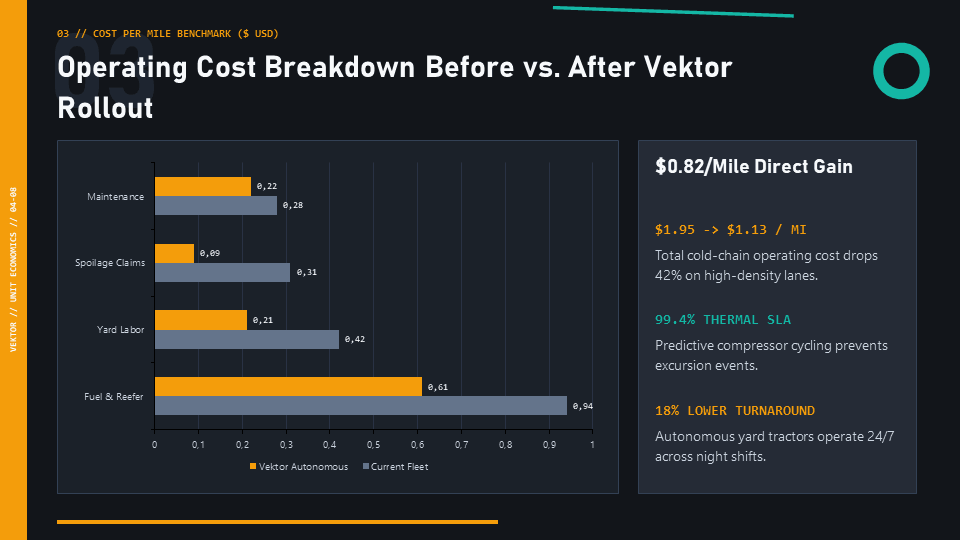 03 // COST PER MILE BENCHMARK ($ USD)
03
Operating Cost Breakdown Before vs. After Vektor
Rollout
VEKTOR // UNIT ECONOMICS // 04-08
Maintenance
0,22
0,28
Spoilage Claims
0,09
0,31
Yard Labor
0,21
0,42
Fuel & Reefer
0,61
0,94
0 0,1 0,2 0,3 0,4 0,5 0,6 0,7 0,8 0,9 1
Vektor Autonomous Current Fleet
$0.82/Mile Direct Gain
$1.95 -> $1.13 / MI
Total cold-chain operating cost drops
42% on high-density lanes.
99.4% THERMAL SLA
Predictive compressor cycling prevents
excursion events.
18% LOWER TURNAROUND
Autonomous yard tractors operate 24/7
across night shifts.